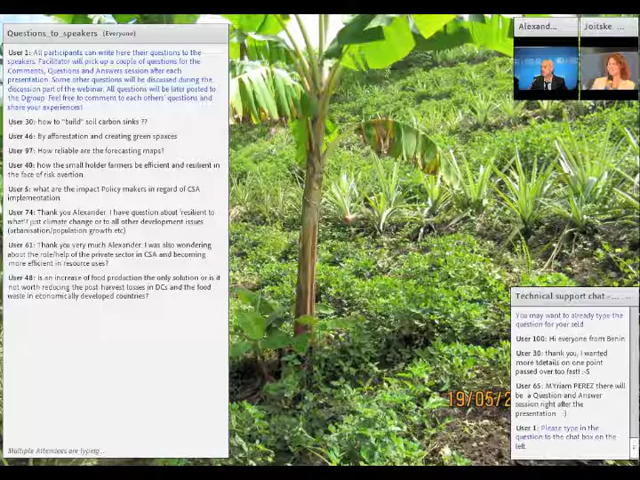 Questions_to_speakers (Everyone)
User 1: All participants can write here their questions to the
speakers. Facilitator will pick up a couple of questions for the
Comments, Questions and Answers session after each
presentation. Some other questions will be discussed during the
discussion part of the webinar. All questions will be later posted to
the Dgroup. Feel free to comment to each others' questions and
share your experiences!
User 30: how to "build" soil carbon sinks ??
User 46: By afforestation and creating green spaxces
User 97: How reliable are the forecasting maps?
User 40: how the small holder farmers be efficient and resilient in
the face of risk avertion
User 5: what are the impact Policy makers in regard of CSA
implementation
User 74: Thank you Alexander. I have question about 'resilient to
what'? just climate change or to all other development issues
(urbanisation/population growth etc)
User 61: Thank you very much Alexander. I was also wondering
about the role/help of the private sector in CSA and becoming
more efficient in resource uses?
User 48: is an increase of food production the only solution or is it
not worth reducing the post-harvest losses in DCs and the food
waste in economically developed countries?
Multiple Attendees are typing...
Alexand...
Joitske...
Technical support chat -...
You may want to already type the
question for your self
User 100: Hi everyone from Benin
User 30: thank you, I wanted
more tdetails on one point
passed over too fast! :-S
User 65: MYriam PEREZ there will
be a Question and Answer
session right after the
presentation :)
User 1: Please type in the
question to the chat box on the
left
19/05/2